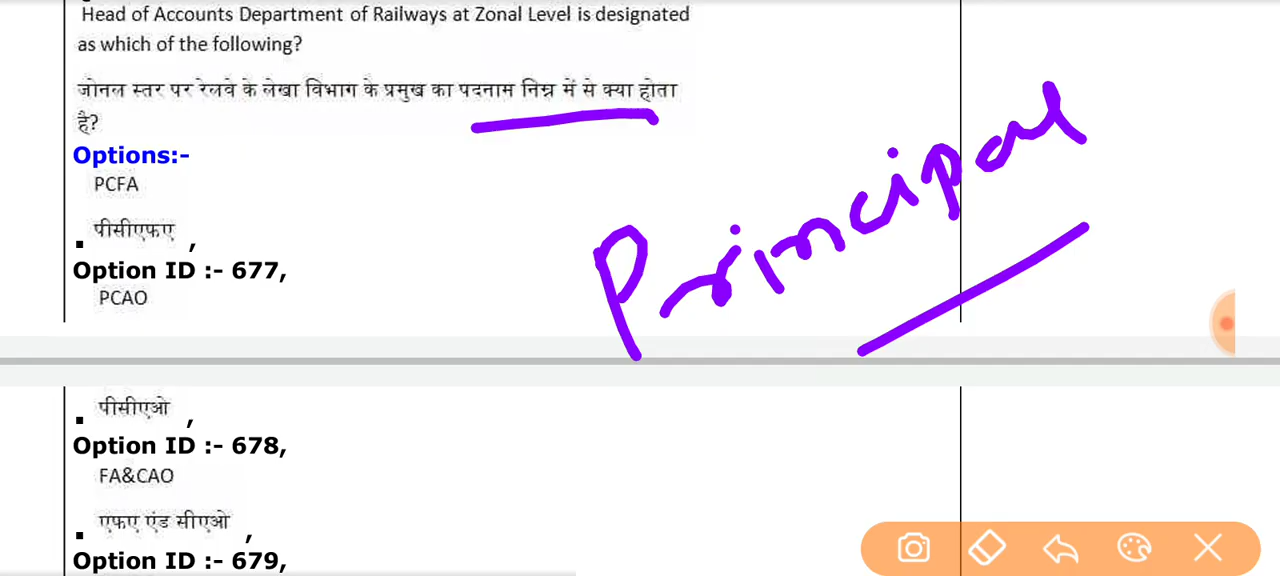 Head of Accounts Department of Railways at Zonal Level is designated
as which of the following?
जोनल स्तर पर रेलवे के लेखा विभाग के प्रमुख का पदनाम निम्न में से क्या होता
है?
Options:-
PCFA
पीसीएफए ,
Option ID :- 677,
PCAO
Principal
पीसीएओ ,
Option ID :- 678,
FA&CAO
एफए एंड सीएओ ,
Option ID :- 679,